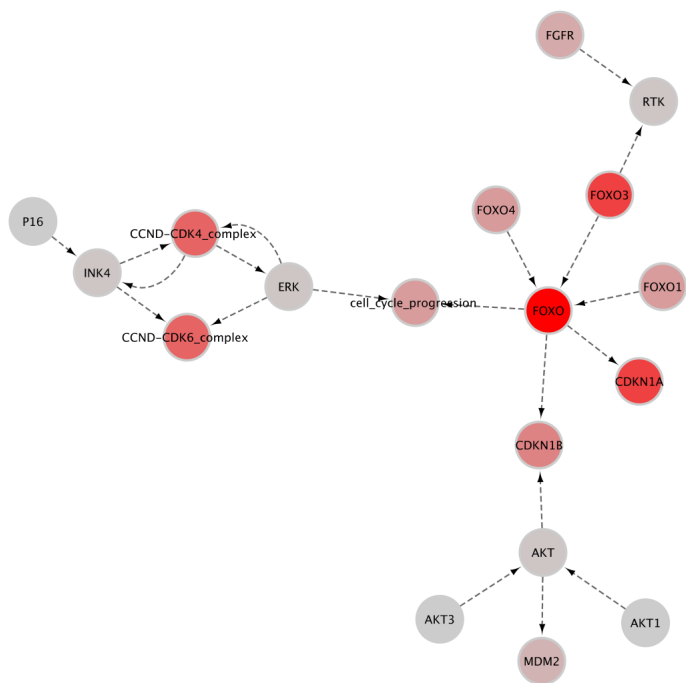 FGFR
RTK
FOXO3
FOXO4
P16
CCND-CDK4_complex
INK4
ERK
FOXO1
cell_cycle_progression
FOXO
CCND-CDK6_complex
CDKN1A
CDKN1B
AKT
AKT3
AKT1
MDM2